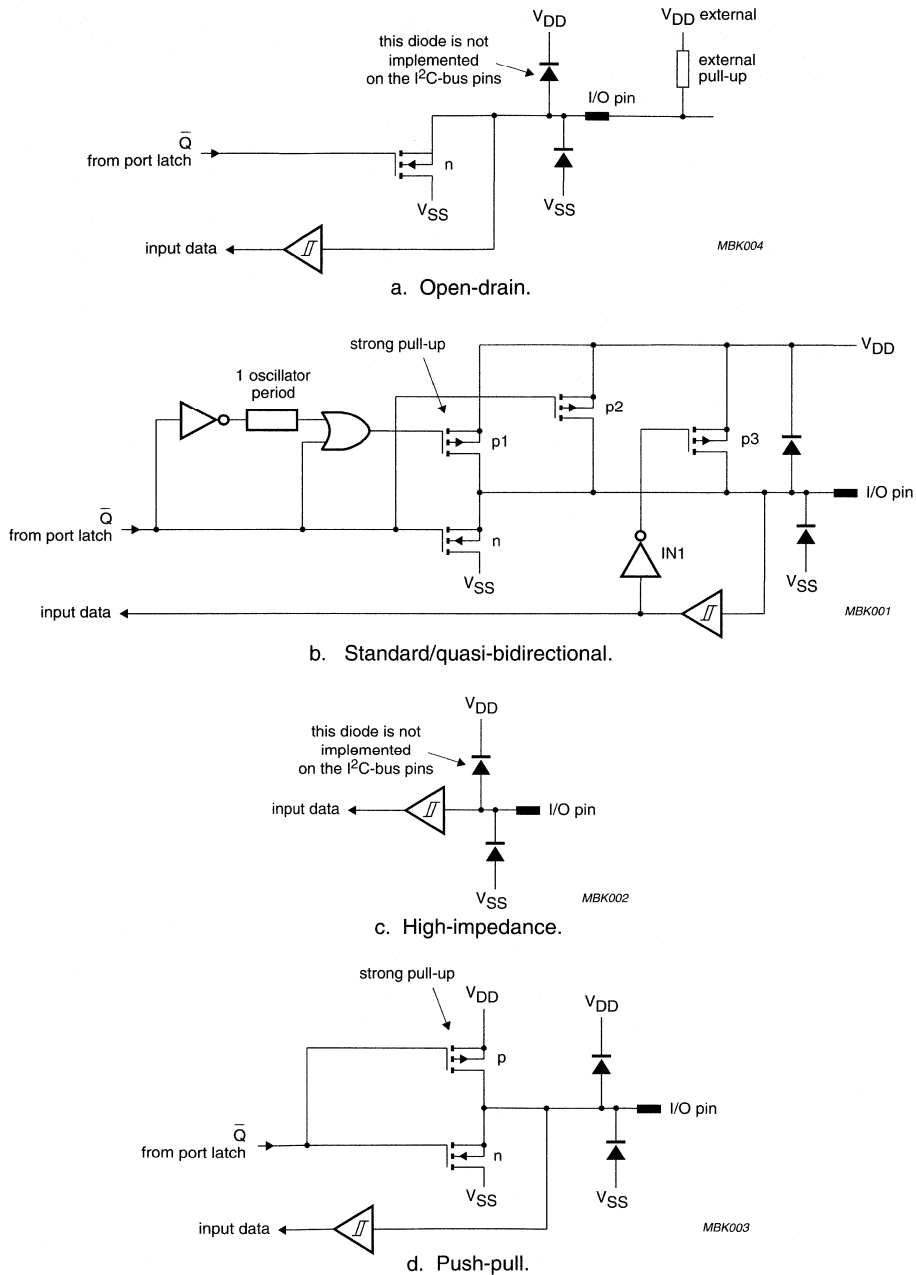 VDD
VDD external
this diode is not
implemented
on the I2C-bus pins
external
pull-up
I/O pin
Q̅
from port latch
n
VSS
VSS
input data
MBK004
a. Open-drain.
strong pull-up
VDD
1 oscillator
period
p2
p1
p3
I/O pin
Q̅
from port latch
n
IN1
VSS
VSS
input data
MBK001
b. Standard/quasi-bidirectional.
VDD
this diode is not
implemented
on the I2C-bus pins
input data
I/O pin
VSS
MBK002
c. High-impedance.
strong pull-up
VDD
VDD
p
I/O pin
Q̅
from port latch
n
VSS
VSS
input data
MBK003
d. Push-pull.